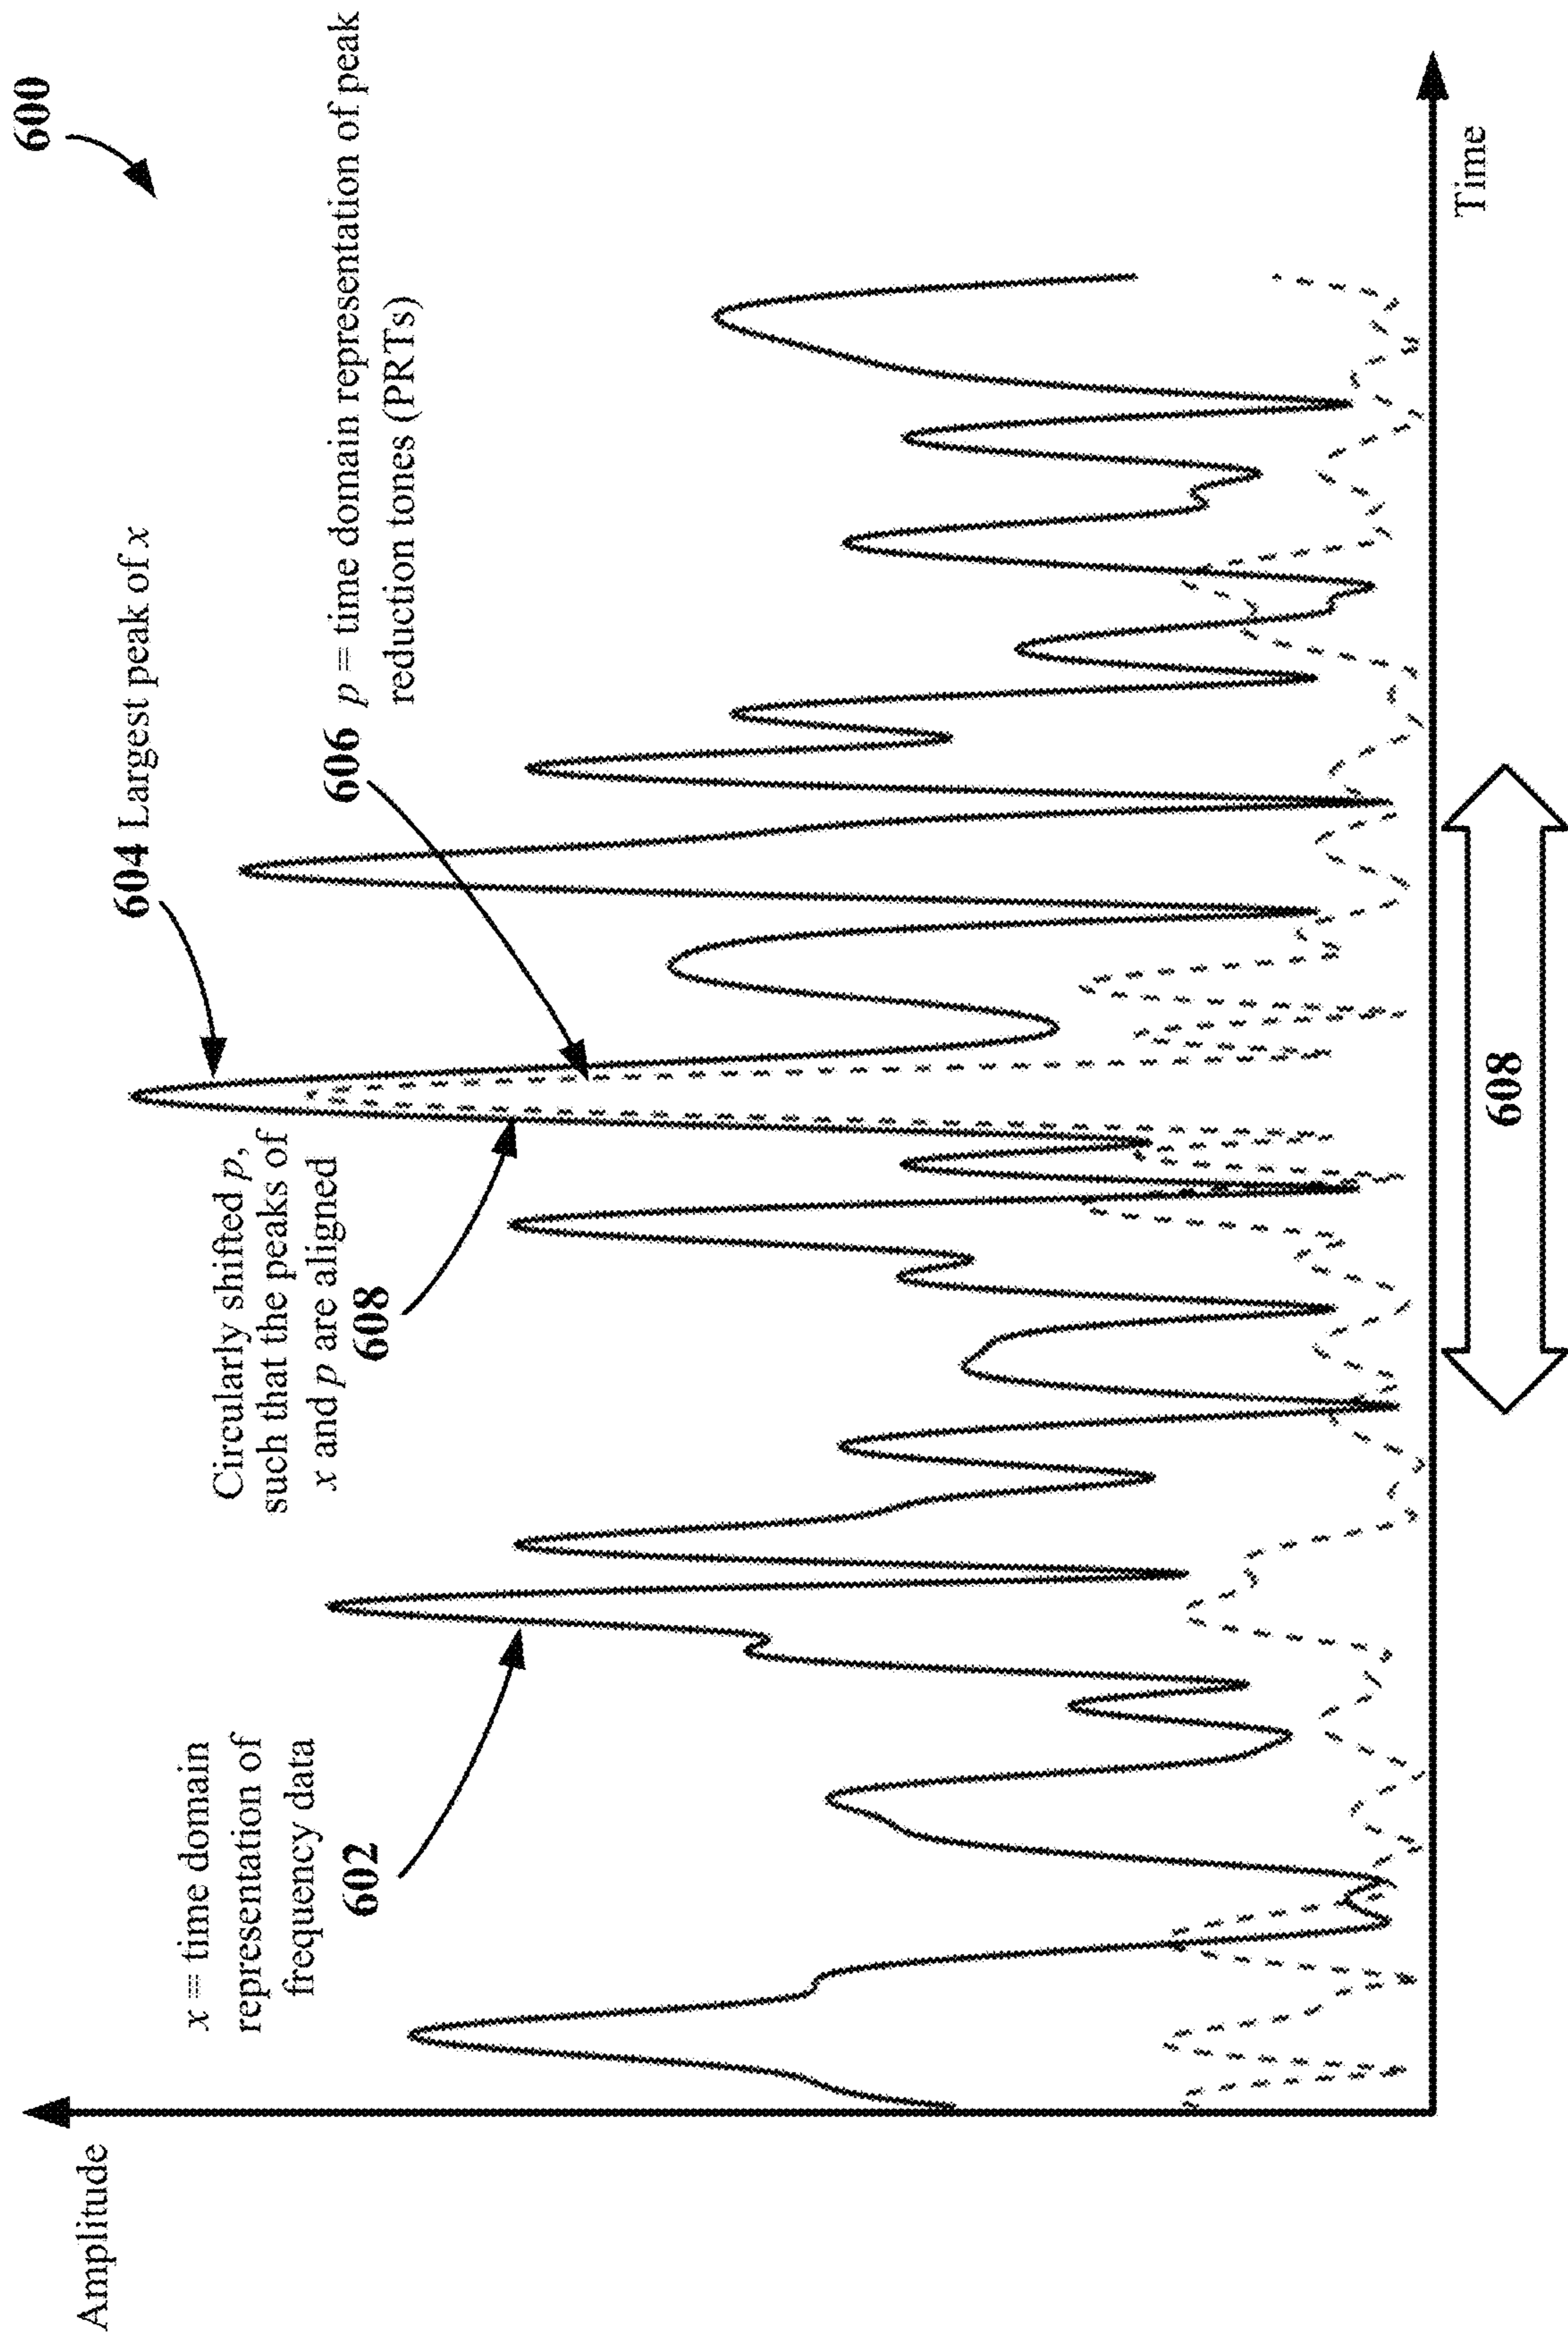 600
Amplitude
x = time domain
representation of
frequency data
602
Circularly shifted p,
such that the peaks of
x and p are aligned
608
604 Largest peak of x
606 p = time domain representation of peak
reduction tones (PRTs)
608
Time